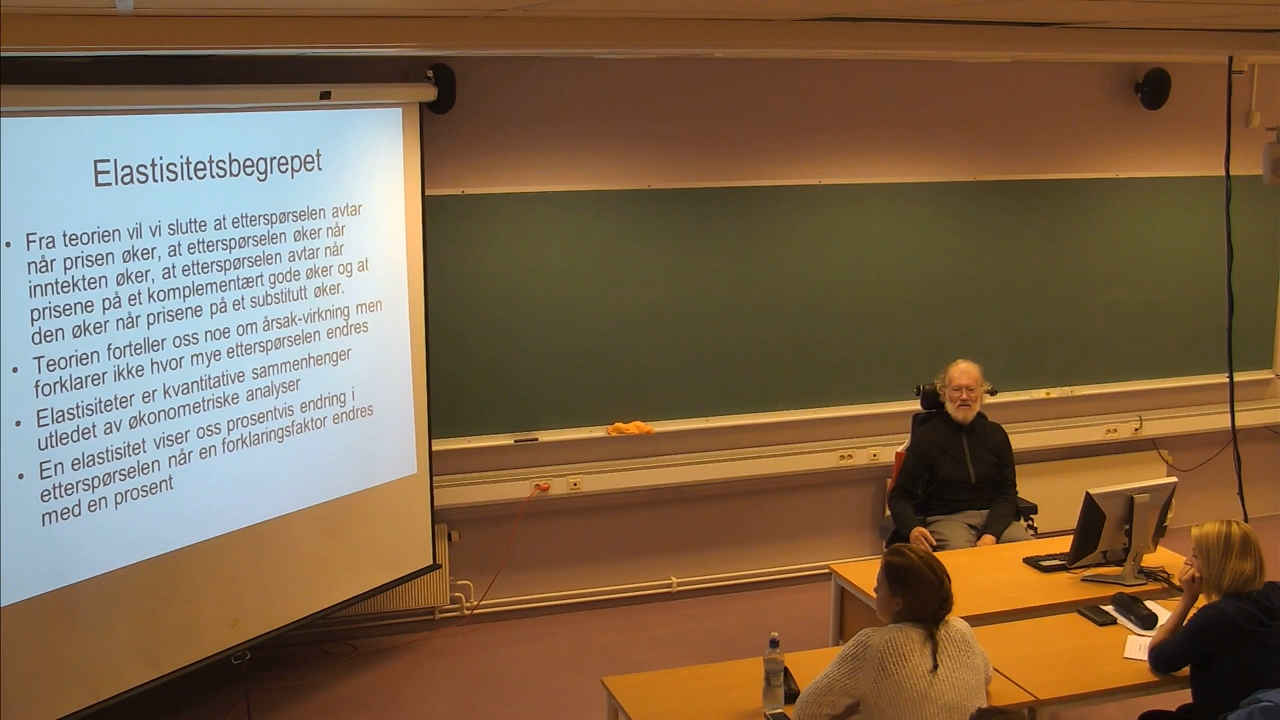 Elastisitetsbegrepet
• Fra teorien vil vi slutte at etterspørselen avtar
når prisen øker, at etterspørselen øker når
inntekten øker, at etterspørselen avtar når
prisene på et komplementært gode øker og at
den øker når prisene på et substitutt øker.
• Teorien forteller oss noe om årsak-virkning men
forklarer ikke hvor mye etterspørselen endres
• Elastisiteter er kvantitative sammenhenger
utledet av økonometriske analyser
• En elastisitet viser oss prosentvis endring i
etterspørselen når en forklaringsfaktor endres
med en prosent